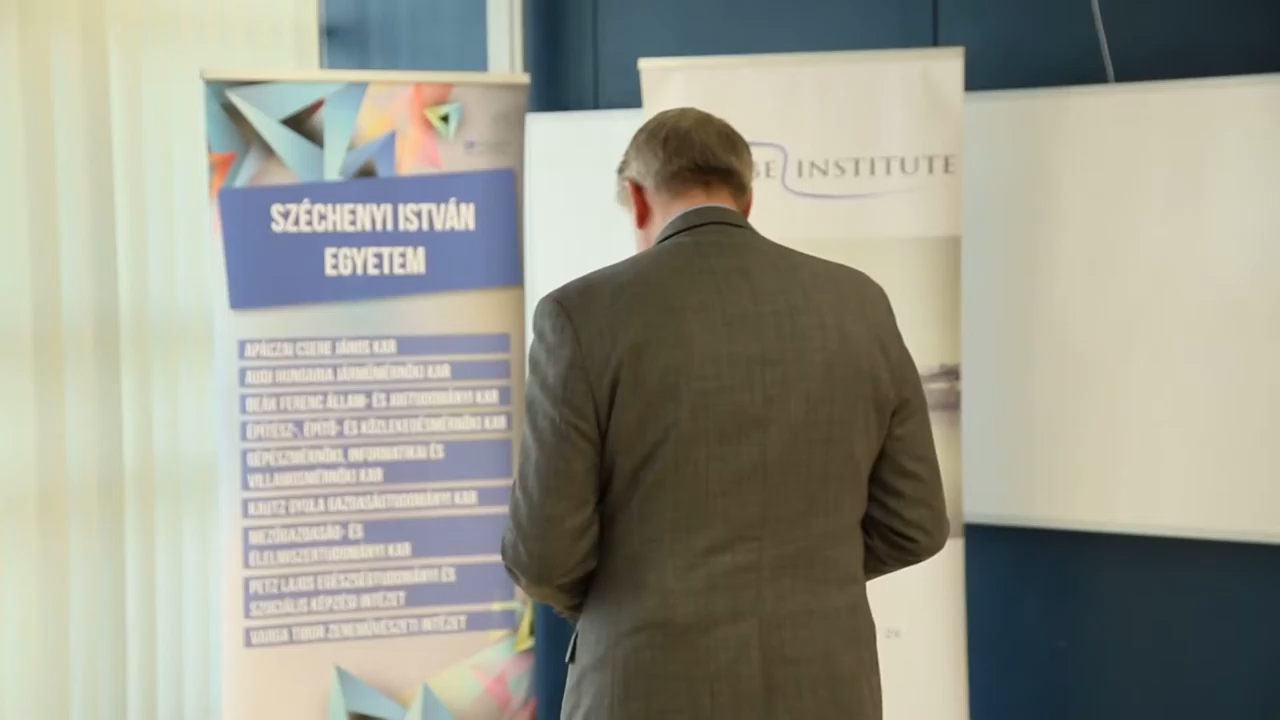 SZÉCHENYI ISTVÁN
EGYETEM
APÁCZAI CSERE JÁNOS KAR
AUDI HUNGARIA JÁRMŰMÉRNÖKI KAR
DEÁK FERENC ÁLLAM- ÉS JOGTUDOMÁNYI KAR
ÉPÍTÉSZ-, ÉPÍTŐ- ÉS KÖZLEKEDÉSMÉRNÖKI KAR
GÉPÉSZMÉRNÖKI, INFORMATIKAI ÉS
VILLAMOSMÉRNÖKI KAR
KAUTZ GYULA GAZDASÁGTUDOMÁNYI KAR
MEZŐGAZDASÁG- ÉS
ÉLELMISZERTUDOMÁNYI KAR
PETZ LAJOS EGÉSZSÉGTUDOMÁNYI ÉS
SZOCIÁLIS KÉPZÉSI INTÉZET
VARGA TIBOR ZENEMŰVÉSZETI INTÉZET
INSTITUTE